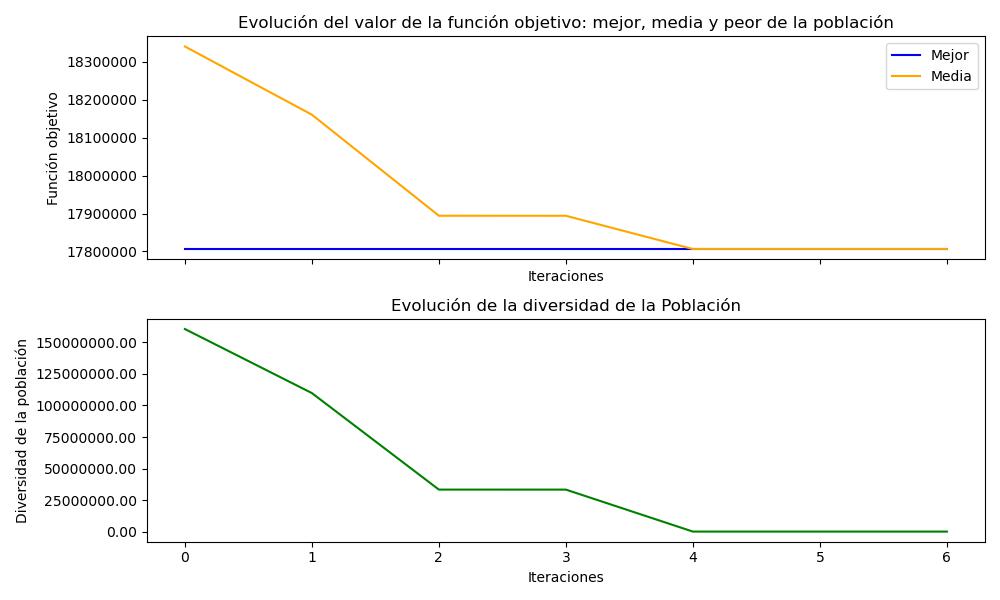 Evolución del valor de la función objetivo: mejor, media y peor de la población
Función objetivo
18300000
18200000
18100000
18000000
17900000
17800000
Mejor
Media
Iteraciones
Evolución de la diversidad de la Población
Diversidad de la población
150000000.00
125000000.00
100000000.00
75000000.00
50000000.00
25000000.00
0.00
0 1 2 3 4 5 6
Iteraciones